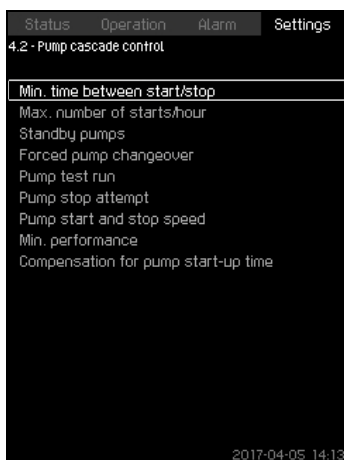 Status Operation Alarm Settings
4.2 - Pump cascade control
Min. time between start/stop
Max. number of starts/hour
Standby pumps
Forced pump changeover
Pump test run
Pump stop attempt
Pump start and stop speed
Min. performance
Compensation for pump start-up time
2017-04-05 14:13